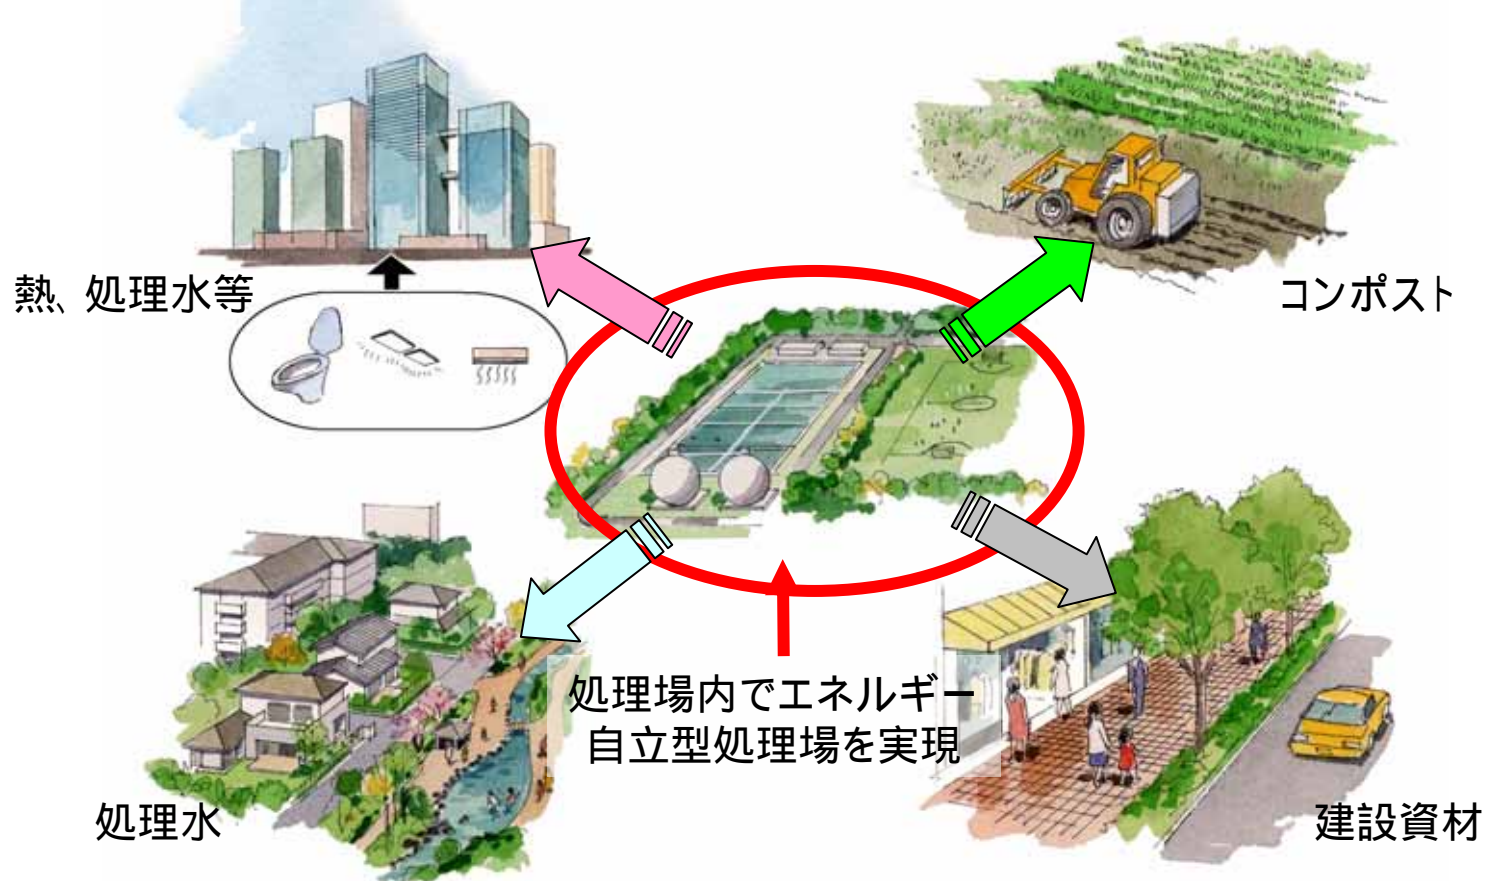 熱、処理水等
コンポスト
処理場内でエネルギー
自立型処理場を実現
処理水
建設資材